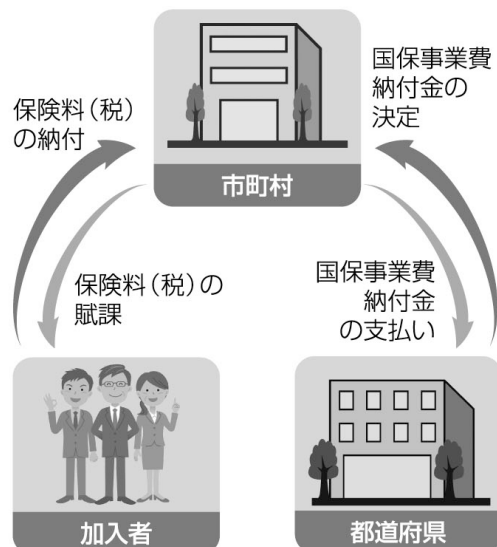 保険料(税)
の納付
国保事業費
納付金の
決定
市町村
保険料(税)の
賦課
国保事業費
納付金
の支払い
加入者
都道府県